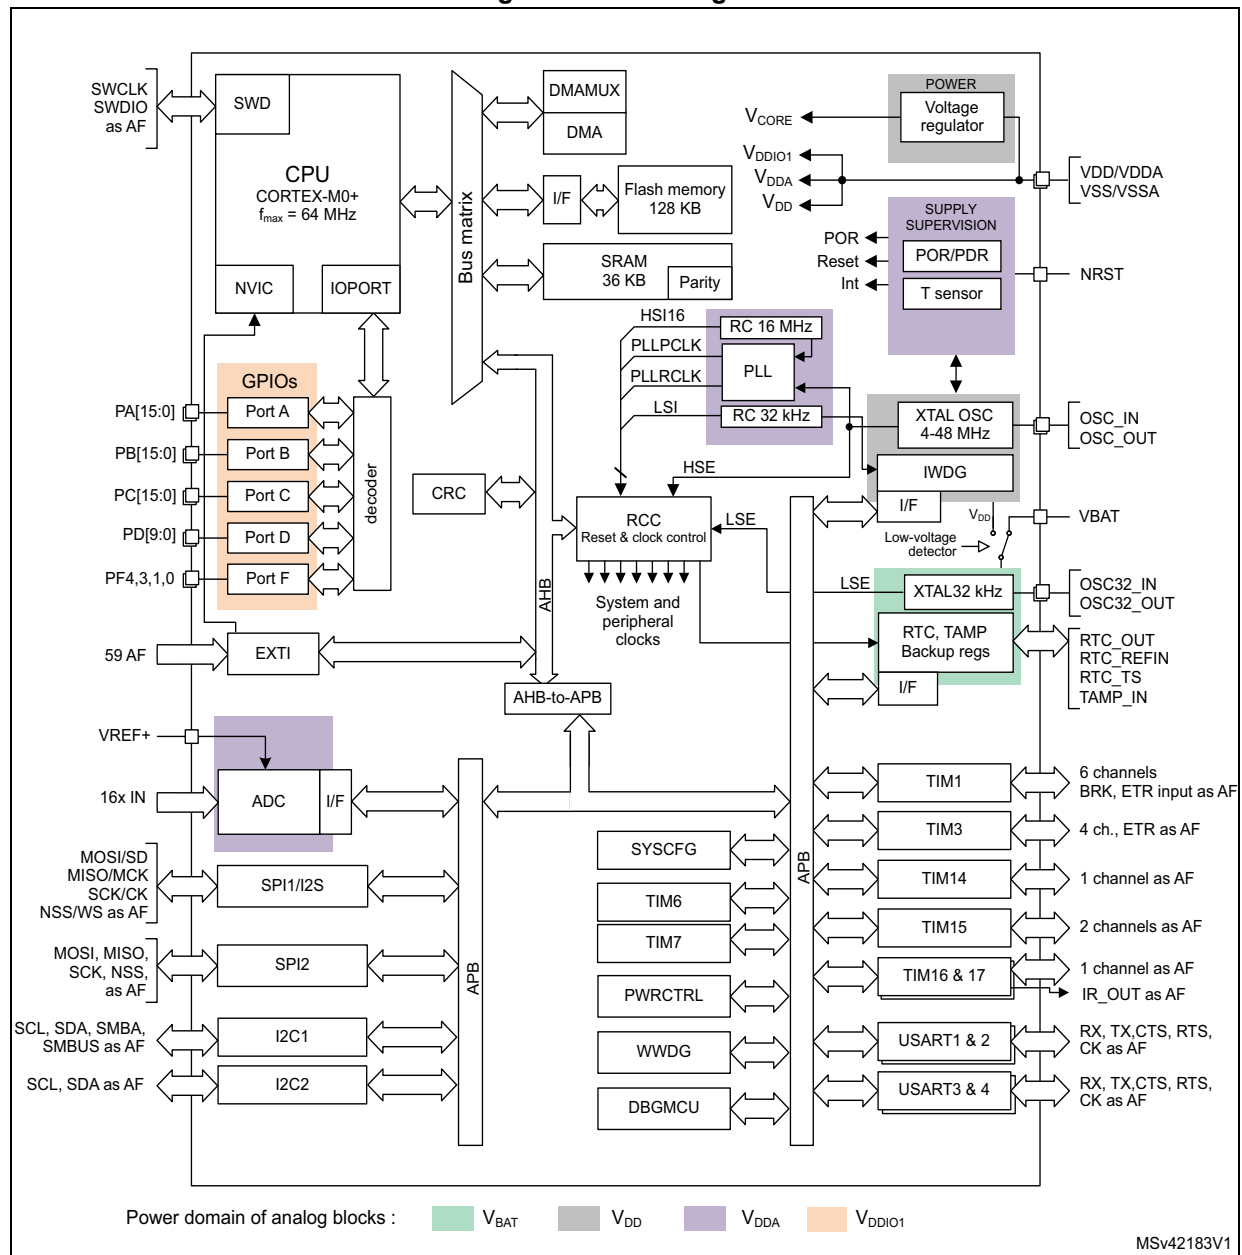 SWCLK
SWDIO
as AF
SWD
CPU
CORTEX-M0+
fmax = 64 MHz
NVIC
IOPORT
Bus matrix
DMAMUX
DMA
I/F
Flash memory
128 KB
SRAM
36 KB
Parity
POWER
Voltage
regulator
VCORE
VDDIO1
VDDA
VDD
VDD/VDDA
VSS/VSSA
SUPPLY
SUPERVISION
POR
Reset
Int
POR/PDR
T sensor
NRST
HSI16
PLLPCLK
PLLRCLK
LSI
RC 16 MHz
PLL
RC 32 kHz
XTAL OSC
4-48 MHz
IWDG
I/F
OSC_IN
OSC_OUT
HSE
GPIOs
PA[15:0]
Port A
PB[15:0]
Port B
PC[15:0]
Port C
PD[9:0]
Port D
PF4,3,1,0
Port F
decoder
CRC
RCC
Reset & clock control
System and
peripheral
clocks
LSE
VDD
Low-voltage
detector
VBAT
LSE
XTAL32 kHz
OSC32_IN
OSC32_OUT
RTC, TAMP
Backup regs
I/F
RTC_OUT
RTC_REFIN
RTC_TS
TAMP_IN
AHB
59 AF
EXTI
AHB-to-APB
VREF+
16x IN
ADC
I/F
MOSI/SD
MISO/MCK
SCK/CK
NSS/WS as AF
SPI1/I2S
MOSI, MISO,
SCK, NSS,
as AF
SPI2
SCL, SDA, SMBA,
SMBUS as AF
I2C1
SCL, SDA as AF
I2C2
APB
SYSCFG
TIM6
TIM7
PWRCTRL
WWDG
DBGMCU
APB
TIM1
6 channels
BRK, ETR input as AF
TIM3
4 ch., ETR as AF
TIM14
1 channel as AF
TIM15
2 channels as AF
TIM16 & 17
1 channel as AF
IR_OUT as AF
USART1 & 2
RX, TX,CTS, RTS,
CK as AF
USART3 & 4
RX, TX,CTS, RTS,
CK as AF
Power domain of analog blocks :
VBAT
VDD
VDDA
VDDIO1
MSv42183V1